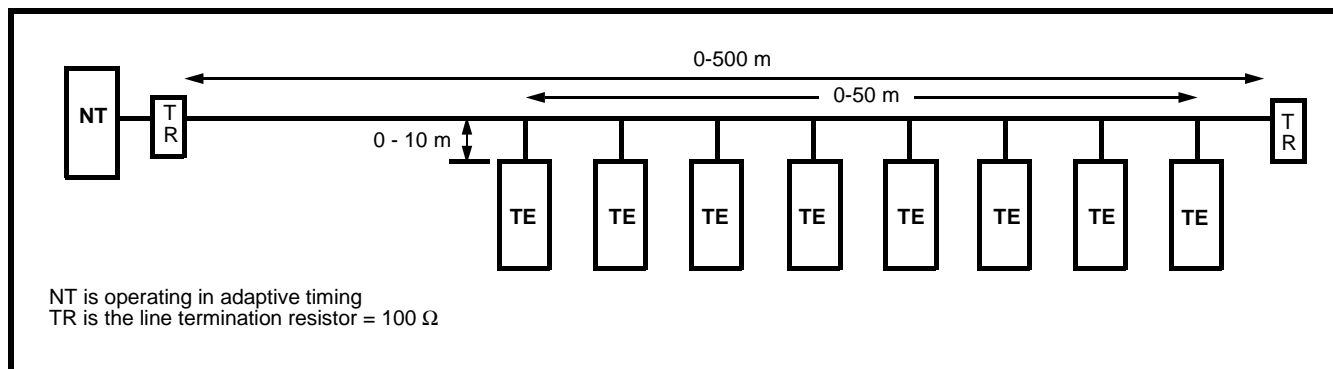 0-500 m
0-50 m
NT
T
R
T
R
0 - 10 m
TE
TE
TE
TE
TE
TE
TE
TE
NT is operating in adaptive timing
TR is the line termination resistor = 100 Ω